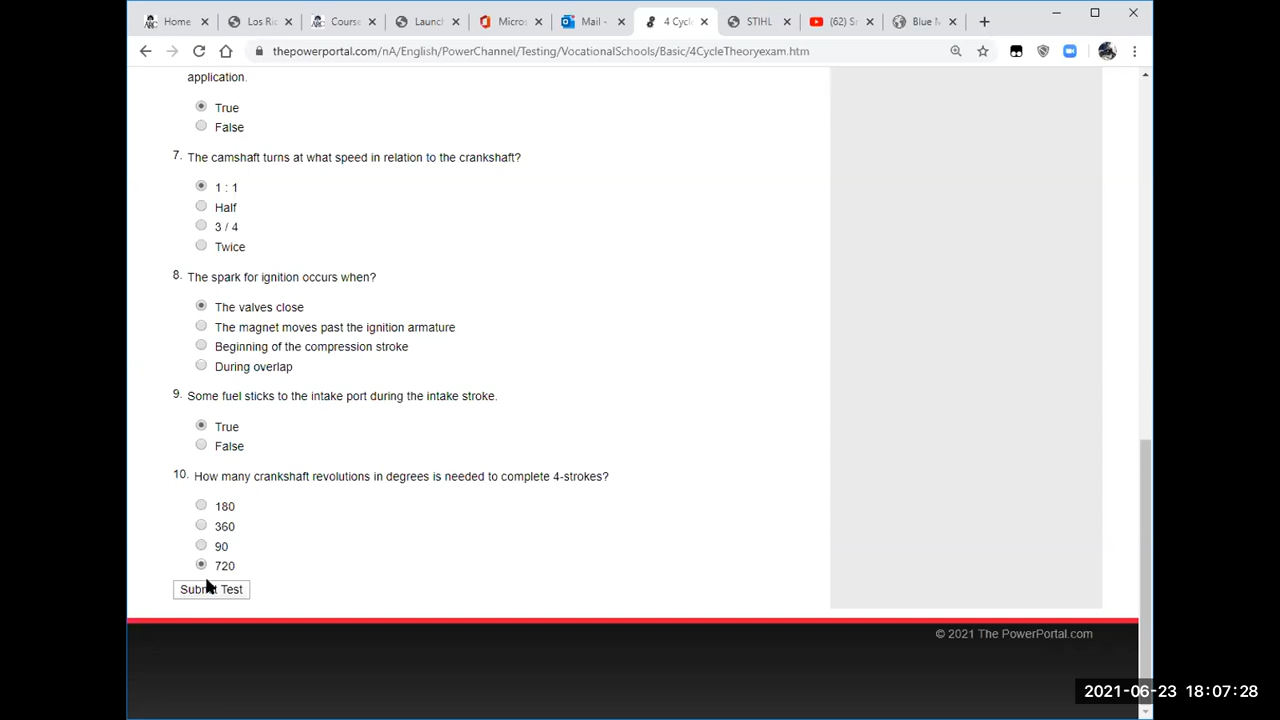 Home
Los Ri
Course
Launch
Micros
Mail -
4 Cycl
STIHL
(62) Sr
Blue M
thepowerportal.com/nA/English/PowerChannel/Testing/VocationalSchools/Basic/4CycleTheoryexam.htm
application.
True
False
7. The camshaft turns at what speed in relation to the crankshaft?
1 : 1
Half
3 / 4
Twice
8. The spark for ignition occurs when?
The valves close
The magnet moves past the ignition armature
Beginning of the compression stroke
During overlap
9. Some fuel sticks to the intake port during the intake stroke.
True
False
10. How many crankshaft revolutions in degrees is needed to complete 4-strokes?
180
360
90
720
Submit Test
© 2021 The PowerPortal.com
2021-06-23 18:07:28